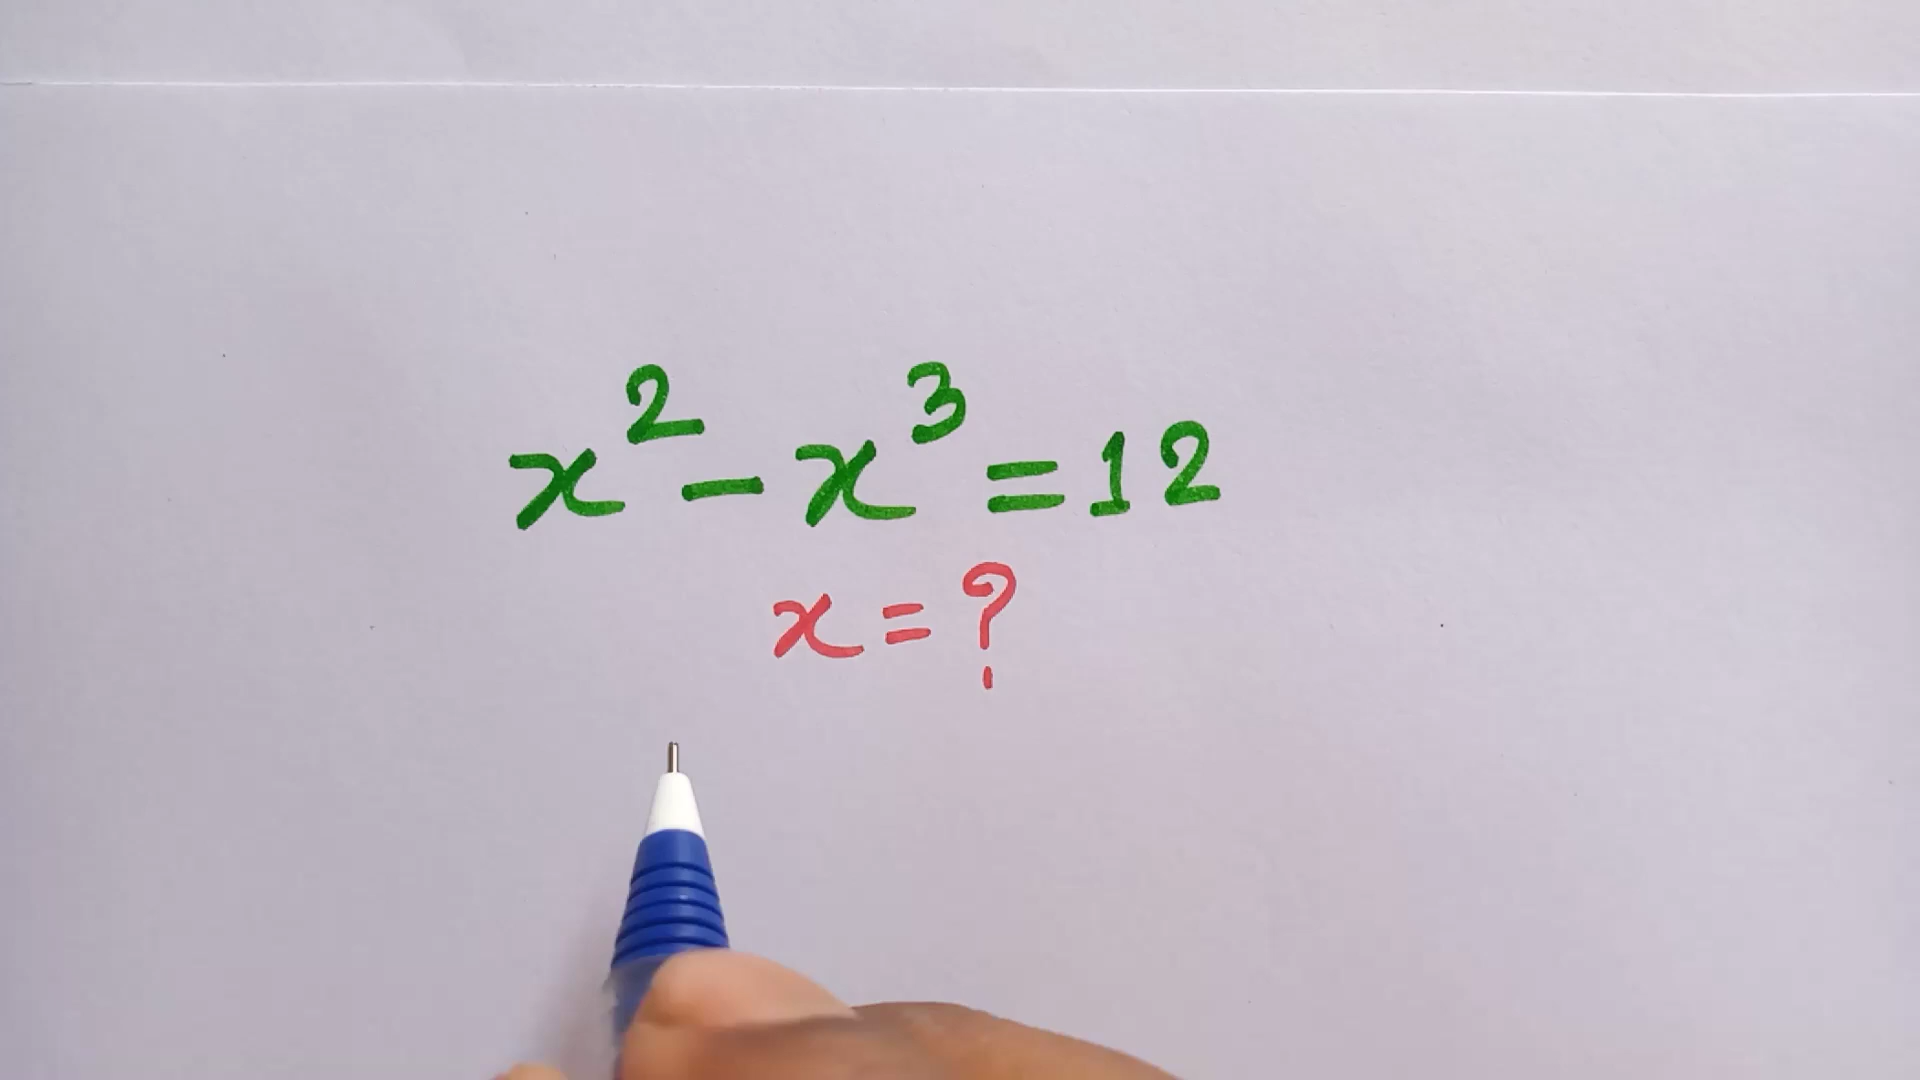 x² - x³ = 12
x = ?